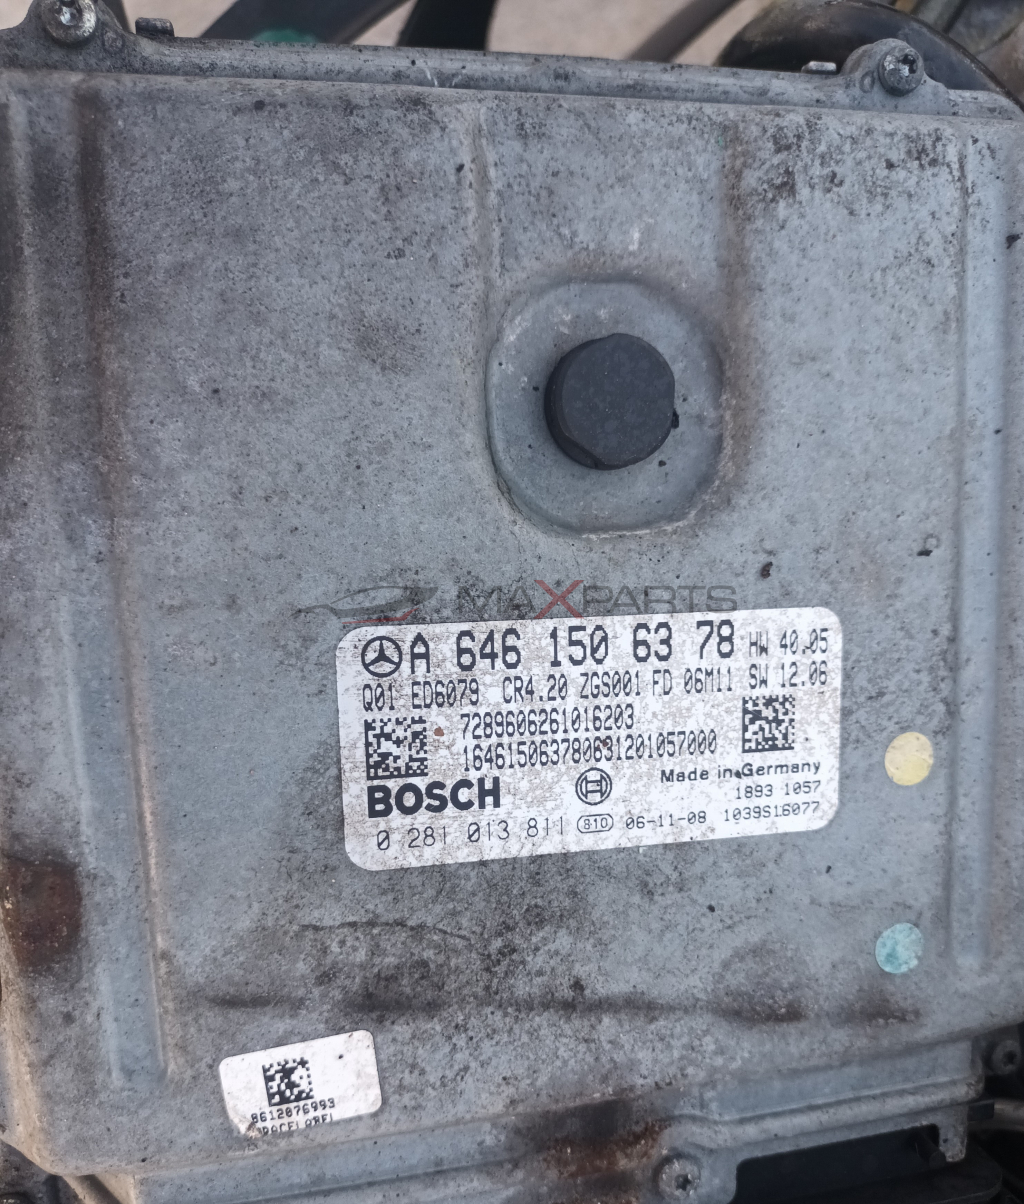 MAXPARTS
A 646 150 63 78 HW 40.05
Q01 ED6079 CR4.20 ZGS001 FD 06M11 SW 12.06
7289606261016203
164615063780631201057000
BOSCH
Made in Germany
1893 1057
0 281 013 811 810 06-11-08 1039S16077
8612076993